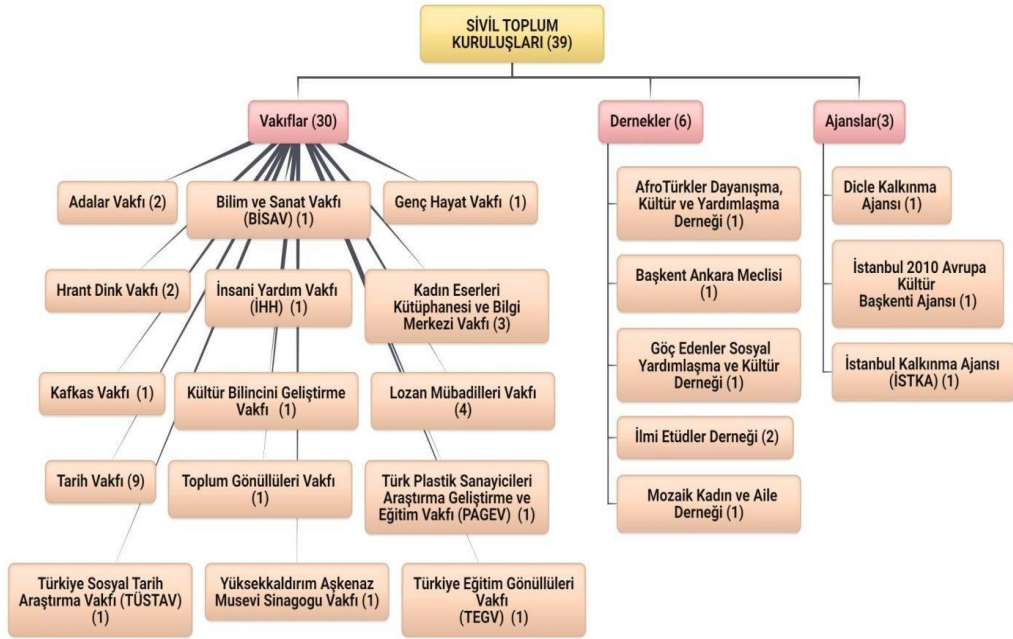 SİVİL TOPLUM
KURULUŞLARI (39)
Vakıflar (30)
Dernekler (6)
Ajanslar(3)
Adalar Vakfı (2)
Bilim ve Sanat Vakfı
(BİSAV) (1)
Genç Hayat Vakfı (1)
Hrant Dink Vakfı (2)
İnsani Yardım Vakfı
(İHH) (1)
Kadın Eserleri
Kütüphanesi ve Bilgi
Merkezi Vakfı (3)
Kafkas Vakfı (1)
Kültür Bilincini Geliştirme
Vakfı (1)
Lozan Mübadilleri Vakfı
(4)
Tarih Vakfı (9)
Toplum Gönüllüleri Vakfı
(1)
Türk Plastik Sanayicileri
Araştırma Geliştirme ve
Eğitim Vakfı (PAGEV) (1)
Türkiye Sosyal Tarih
Araştırma Vakfı (TÜSTAV)
(1)
Yüksekkaldırım Aşkenaz
Musevi Sinagogu Vakfı (1)
Türkiye Eğitim Gönüllüleri
Vakfı
(TEGV) (1)
AfroTürkler Dayanışma,
Kültür ve Yardımlaşma
Derneği (1)
Başkent Ankara Meclisi
(1)
Göç Edenler Sosyal
Yardımlaşma ve Kültür
Derneği (1)
İlmi Etüdler Derneği (2)
Mozaik Kadın ve Aile
Derneği (1)
Dicle Kalkınma
Ajansı (1)
İstanbul 2010 Avrupa
Kültür
Başkenti Ajansı (1)
İstanbul Kalkınma Ajansı
(İSTKA) (1)